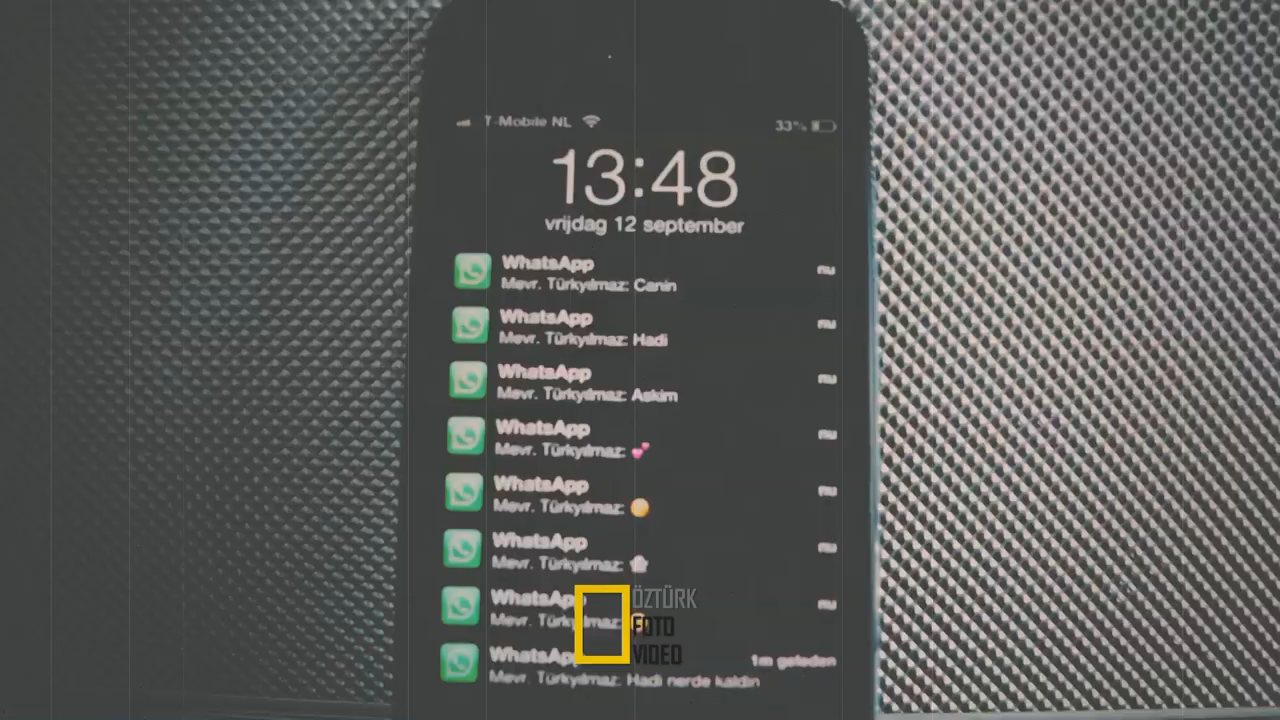 T-Mobile NL
33%
13:48
vrijdag 12 september
WhatsApp
nu
Mevr. Türkyılmaz: Canin
WhatsApp
nu
Mevr. Türkyılmaz: Hadi
WhatsApp
nu
Mevr. Türkyılmaz: Askim
WhatsApp
nu
Mevr. Türkyılmaz: 💕
WhatsApp
nu
Mevr. Türkyılmaz:
WhatsApp
nu
Mevr. Türkyılmaz:
WhatsApp
nu
Mevr. Türkyılmaz:
WhatsApp
1m geleden
Mevr. Türkyılmaz: Hadi nerde kaldin
ÖZTÜRK
FOTO
VIDEO